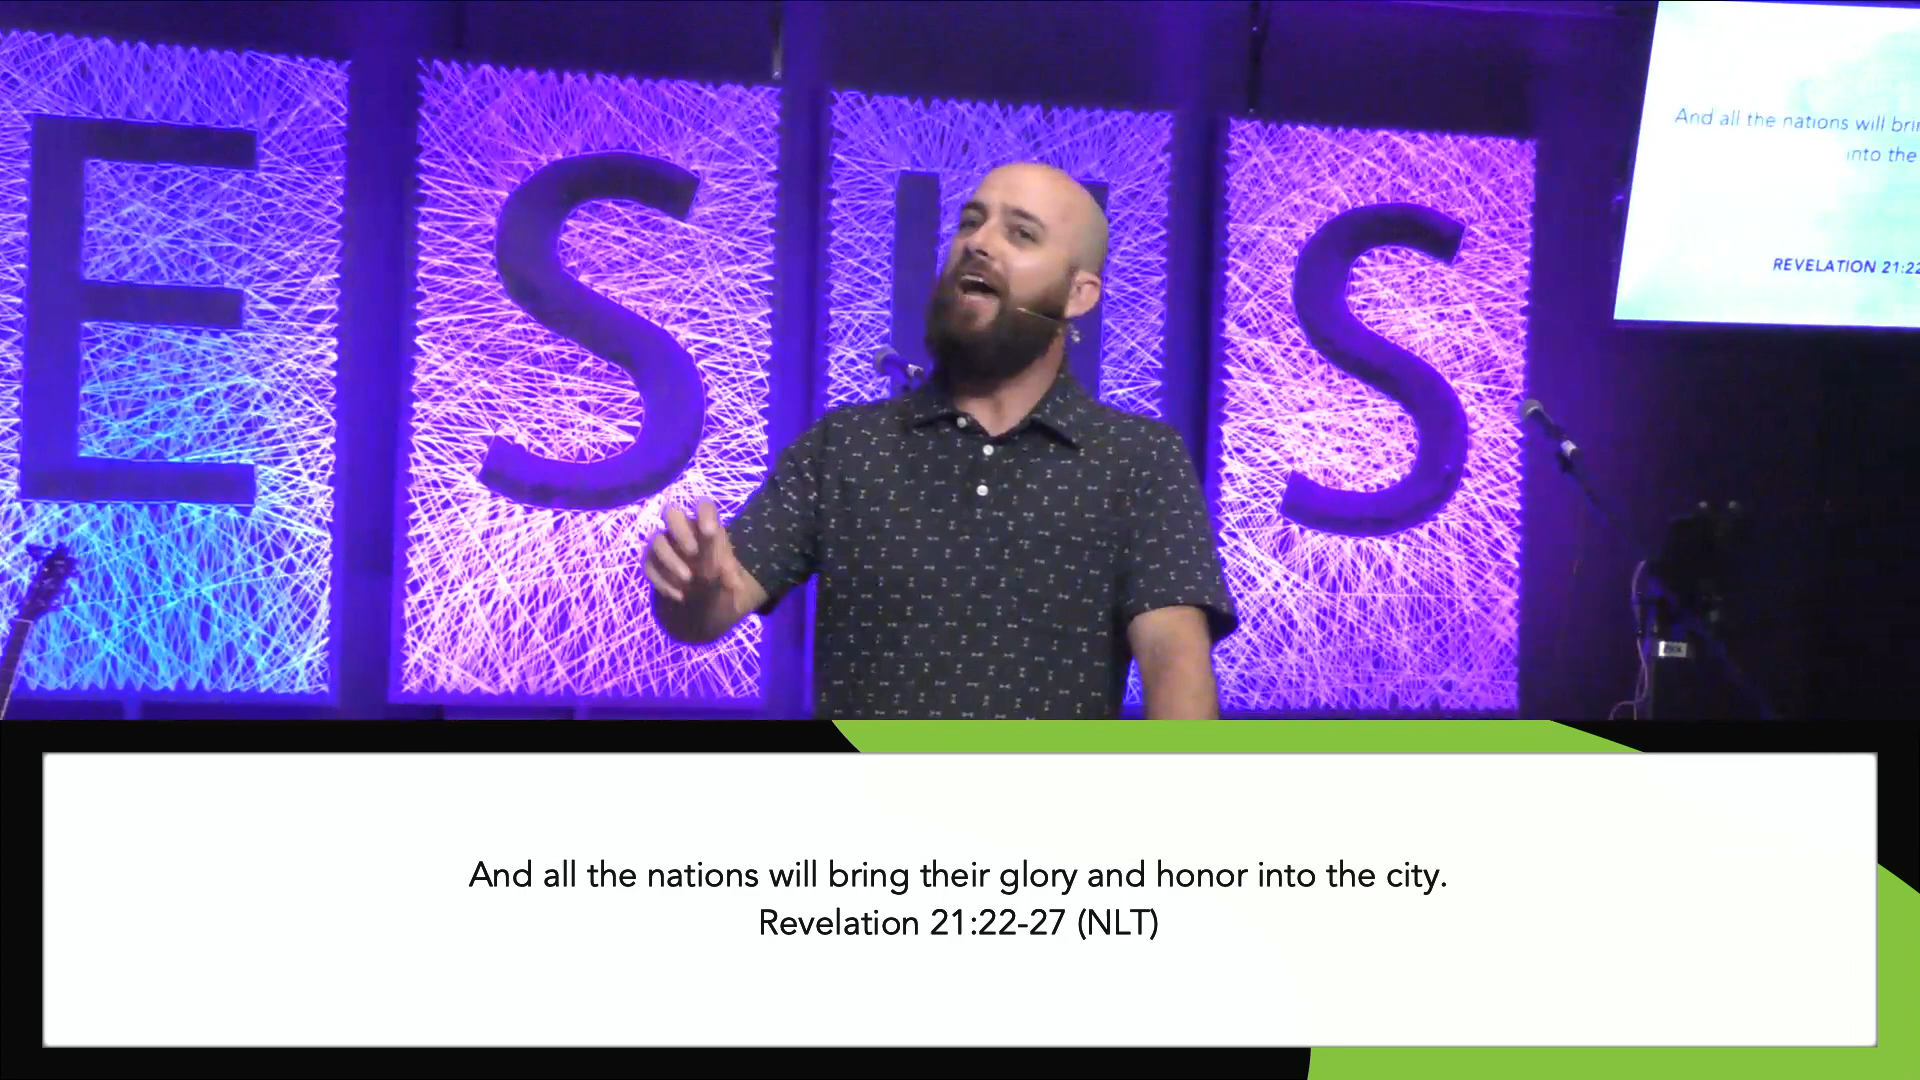 ESUS
And all the nations will
into the
REVELATION 21:22
And all the nations will bring their glory and honor into the city.
Revelation 21:22-27 (NLT)